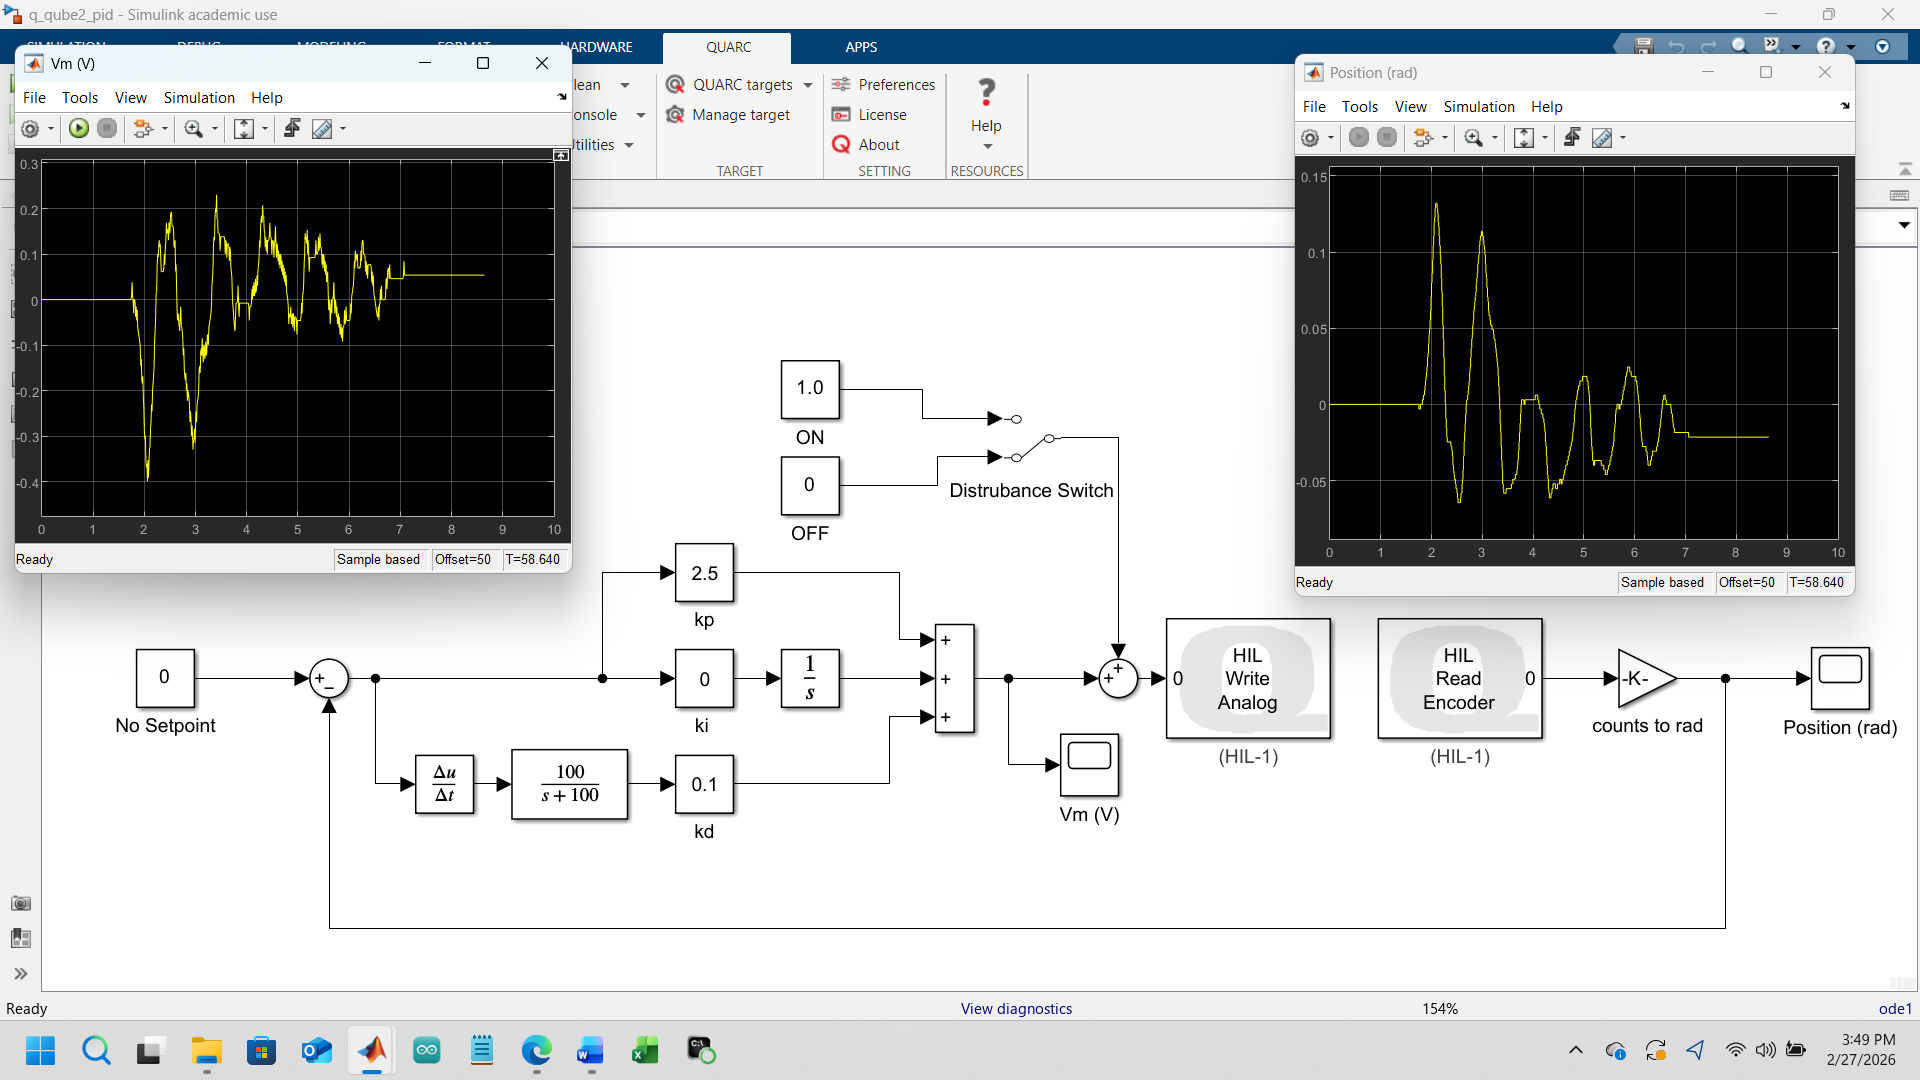 q_qube2_pid - Simulink academic use
HARDWARE
QUARC
APPS
Vm (V)
File Tools View Simulation Help
0.3
0.2
0.1
0
-0.1
-0.2
-0.3
-0.4
0 1 2 3 4 5 6 7 8 9 10
Ready
Sample based
Offset=50
T=58.640
QUARC targets
Manage target
TARGET
Preferences
License
About
SETTING
Help
RESOURCES
Position (rad)
File Tools View Simulation Help
0.15
0.1
0.05
0
-0.05
0 1 2 3 4 5 6 7 8 9 10
Ready
Sample based
Offset=50
T=58.640
1.0
ON
0
OFF
Distrubance Switch
2.5
kp
0
No Setpoint
+
−
0
ki
1
s
Δu
Δt
100
s+100
0.1
kd
+
+
+
Vm (V)
+
+
0
HIL
Write
Analog
(HIL-1)
HIL
Read
Encoder
0
(HIL-1)
-K-
counts to rad
Position (rad)
Ready
View diagnostics
154%
ode1
3:49 PM
2/27/2026